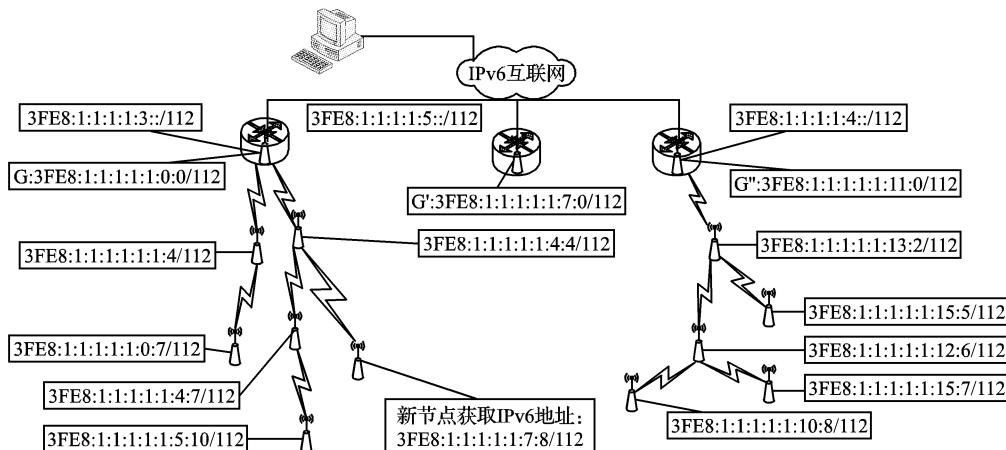 IPv6互联网
3FE8:1:1:1:1:3::/112
3FE8:1:1:1:1:5::/112
3FE8:1:1:1:1:4::/112
G:3FE8:1:1:1:1:1:0:0/112
G':3FE8:1:1:1:1:1:7:0/112
G":3FE8:1:1:1:1:1:11:0/112
3FE8:1:1:1:1:1:1:4/112
3FE8:1:1:1:1:1:4:4/112
3FE8:1:1:1:1:1:13:2/112
3FE8:1:1:1:1:1:15:5/112
3FE8:1:1:1:1:1:0:7/112
3FE8:1:1:1:1:1:12:6/112
3FE8:1:1:1:1:1:4:7/112
3FE8:1:1:1:1:1:15:7/112
新节点获取IPv6地址：
3FE8:1:1:1:1:1:7:8/112
3FE8:1:1:1:1:1:10:8/112
3FE8:1:1:1:1:1:5:10/112